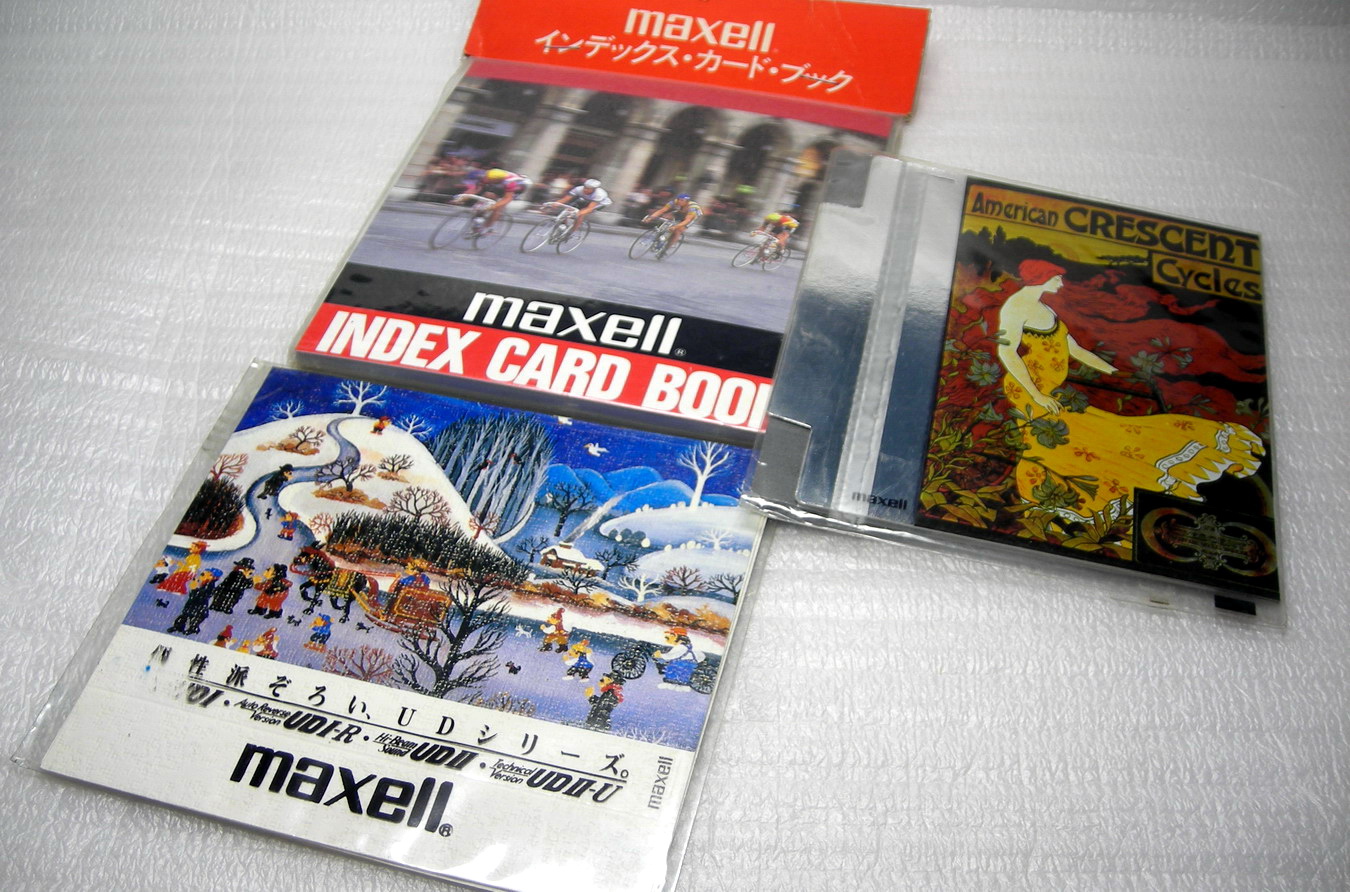 maxell
インデックス・カード・ブック
maxell®
INDEX CARD BOOK
American CRESCENT
Cycles
maxell
性派ぞろい、UDシリーズ。
UDI・Auto Reverse Version UDI-R・Hi-Beam Sound UDII・Technical Version UDII-U
maxell
maxell®